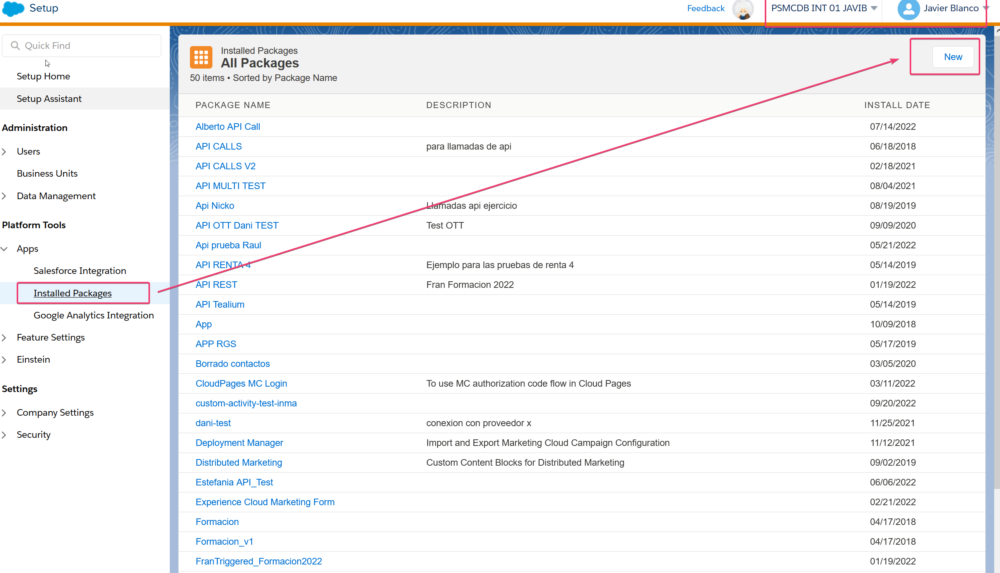 Setup
Feedback
PSMCDB INT 01 JAVIB
Javier Blanco
Quick Find
Setup Home
Setup Assistant
Administration
Users
Business Units
Data Management
Platform Tools
Apps
Salesforce Integration
Installed Packages
Google Analytics Integration
Feature Settings
Einstein
Settings
Company Settings
Security
Installed Packages
All Packages
50 items • Sorted by Package Name
New
PACKAGE NAME DESCRIPTION INSTALL DATE
Alberto API Call 07/14/2022
API CALLS para llamadas de api 06/18/2018
API CALLS V2 02/18/2021
API MULTI TEST 08/04/2021
Api Nicko Llamadas api ejercicio 08/19/2019
API OTT Dani TEST Test OTT 09/09/2020
Api prueba Raul 05/21/2022
API RENTA 4 Ejemplo para las pruebas de renta 4 05/14/2019
API REST Fran Formacion 2022 01/19/2022
API Tealium 05/14/2019
App 10/09/2018
APP RGS 05/17/2019
Borrado contactos 03/05/2020
CloudPages MC Login To use MC authorization code flow in Cloud Pages 03/11/2022
custom-activity-test-inma 09/20/2022
dani-test conexion con proveedor x 11/25/2021
Deployment Manager Import and Export Marketing Cloud Campaign Configuration 11/12/2021
Distributed Marketing Custom Content Blocks for Distributed Marketing 09/02/2019
Estefania API_Test 06/06/2022
Experience Cloud Marketing Form 02/21/2022
Formacion 04/17/2018
Formacion_v1 04/17/2018
FranTriggered_Formacion2022 01/19/2022